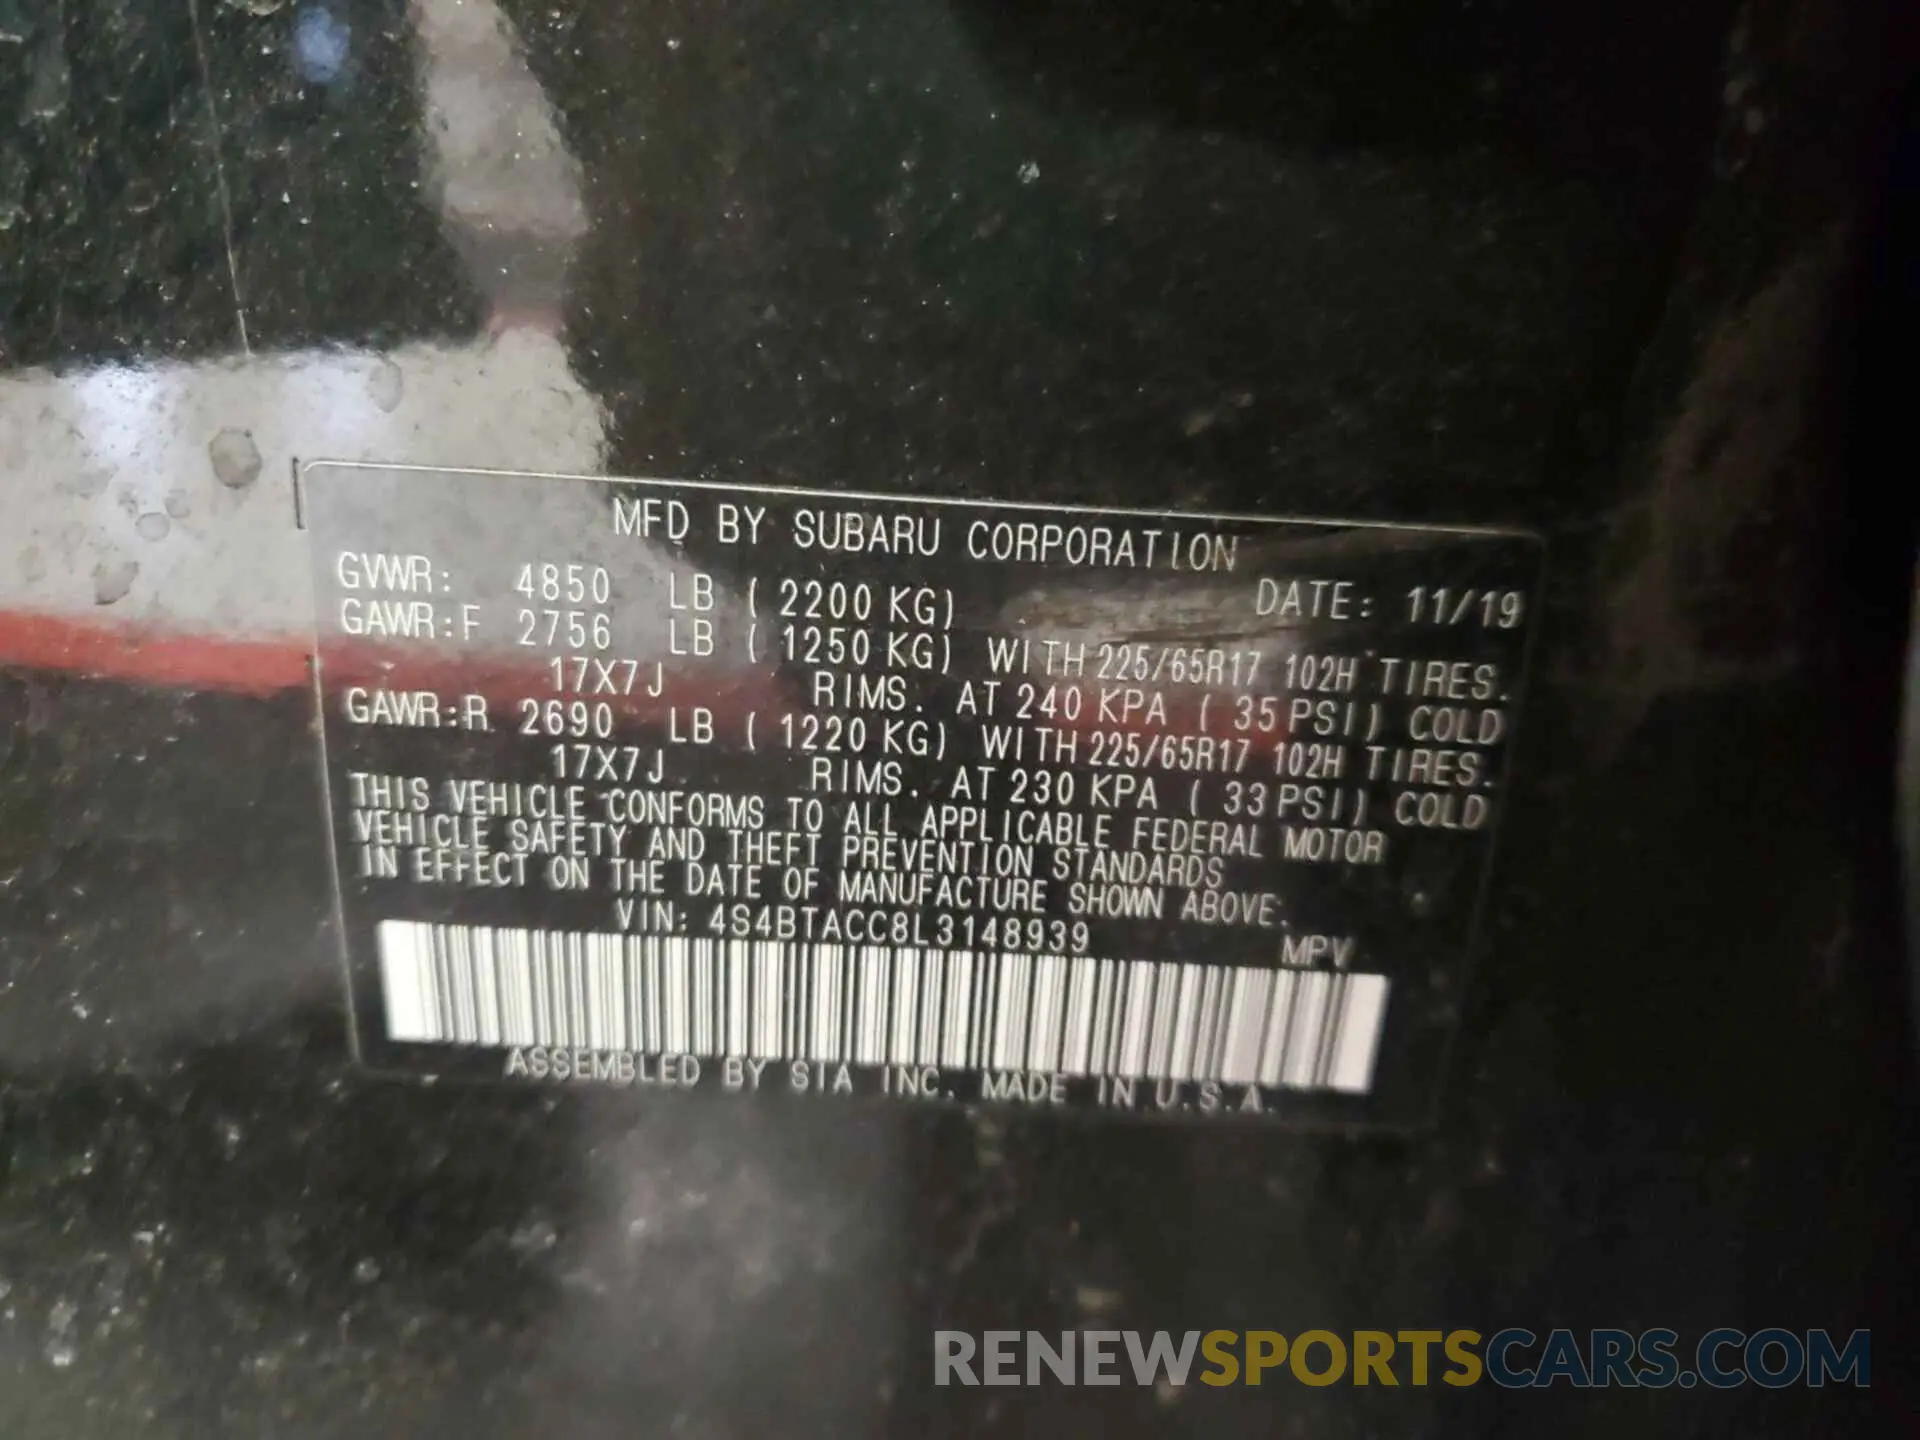 MFD BY SUBARU CORPORATION
GVWR: 4850 LB ( 2200 KG) DATE: 11/19
GAWR:F 2756 LB ( 1250 KG) WITH 225/65R17 102H TIRES.
17X7J RIMS. AT 240 KPA ( 35 PSI) COLD
GAWR:R 2690 LB ( 1220 KG) WITH 225/65R17 102H TIRES.
17X7J RIMS. AT 230 KPA ( 33 PSI) COLD
THIS VEHICLE CONFORMS TO ALL APPLICABLE FEDERAL MOTOR
VEHICLE SAFETY AND THEFT PREVENTION STANDARDS
IN EFFECT ON THE DATE OF MANUFACTURE SHOWN ABOVE.
VIN: 4S4BTACC8L3148939 MPV
ASSEMBLED BY SIA INC. MADE IN U.S.A.
RENEWSPORTSCARS.COM